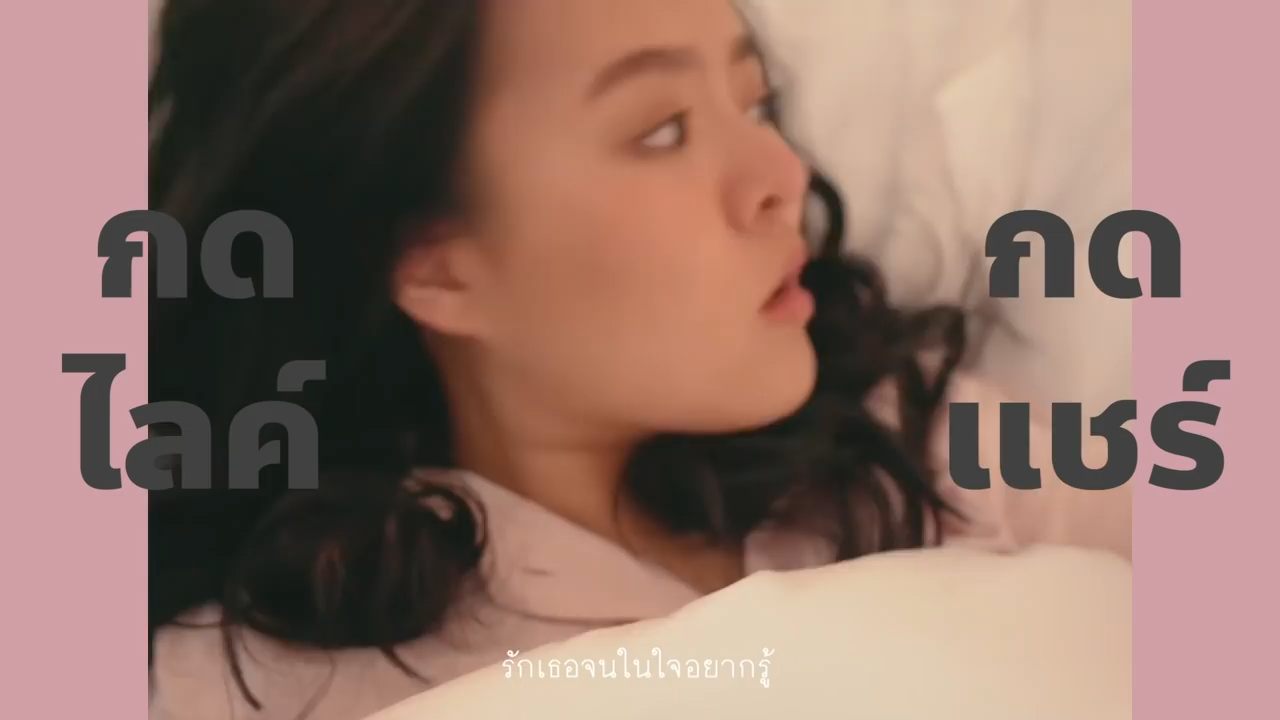 กด
ไลค์
กด
แชร์
รักเธอจนในใจอยากรู้